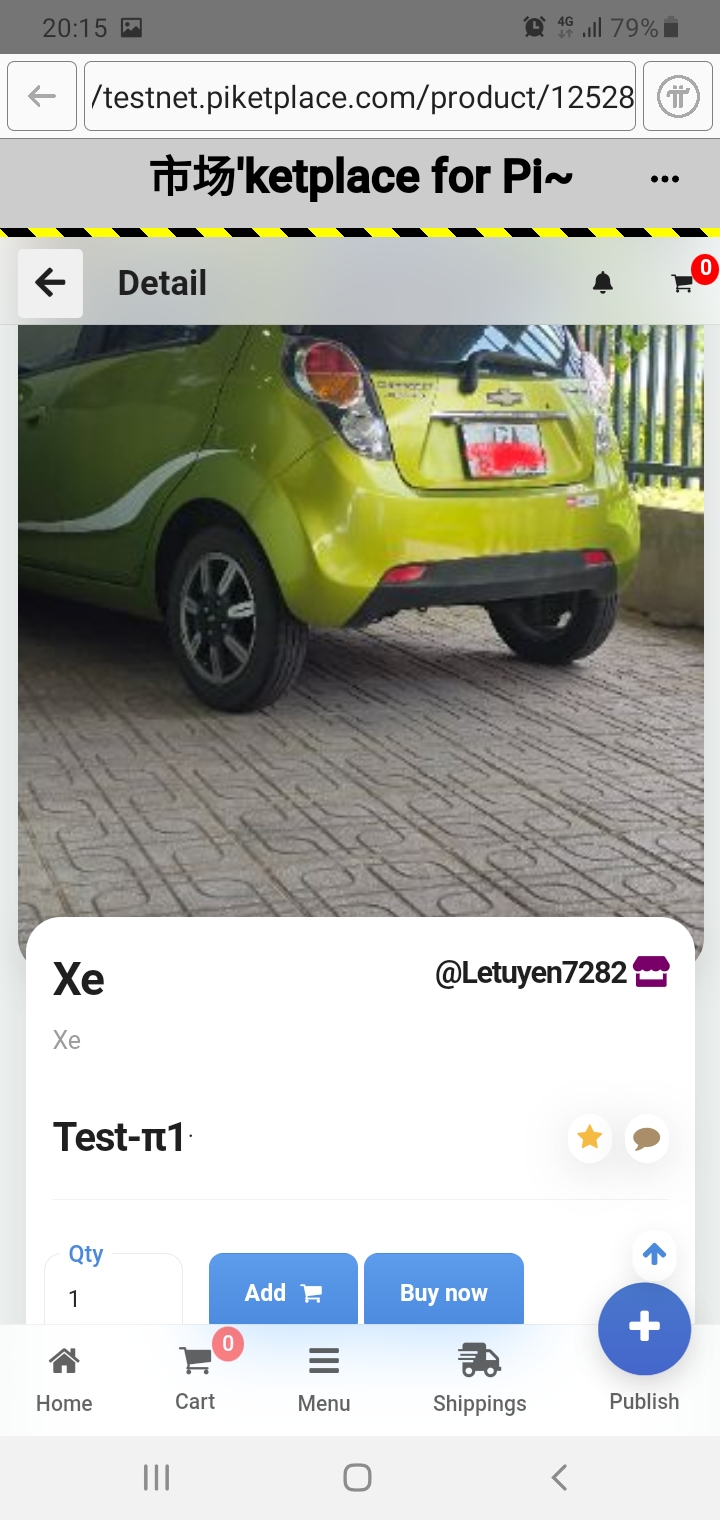 20:15
4G
79%
/testnet.piketplace.com/product/12528
市场'ketplace for Pi~
Detail
0
Xe
@Letuyen7282
Xe
Test-π1
Qty
1
Add
Buy now
0
Home
Cart
Menu
Shippings
Publish